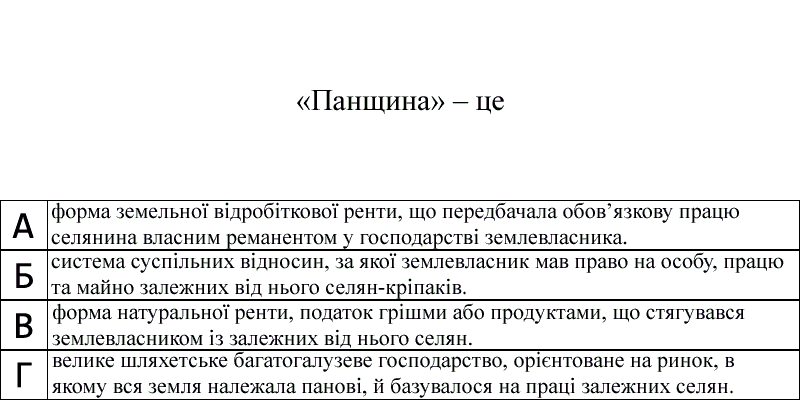 «Панщина» – це
А
форма земельної відробіткової ренти, що передбачала обов’язкову працю
селянина власним реманентом у господарстві землевласника.
Б
система суспільних відносин, за якої землевласник мав право на особу, працю
та майно залежних від нього селян-кріпаків.
В
форма натуральної ренти, податок грішми або продуктами, що стягувався
землевласником із залежних від нього селян.
Г
велике шляхетське багатогалузеве господарство, орієнтоване на ринок, в
якому вся земля належала панові, й базувалося на праці залежних селян.